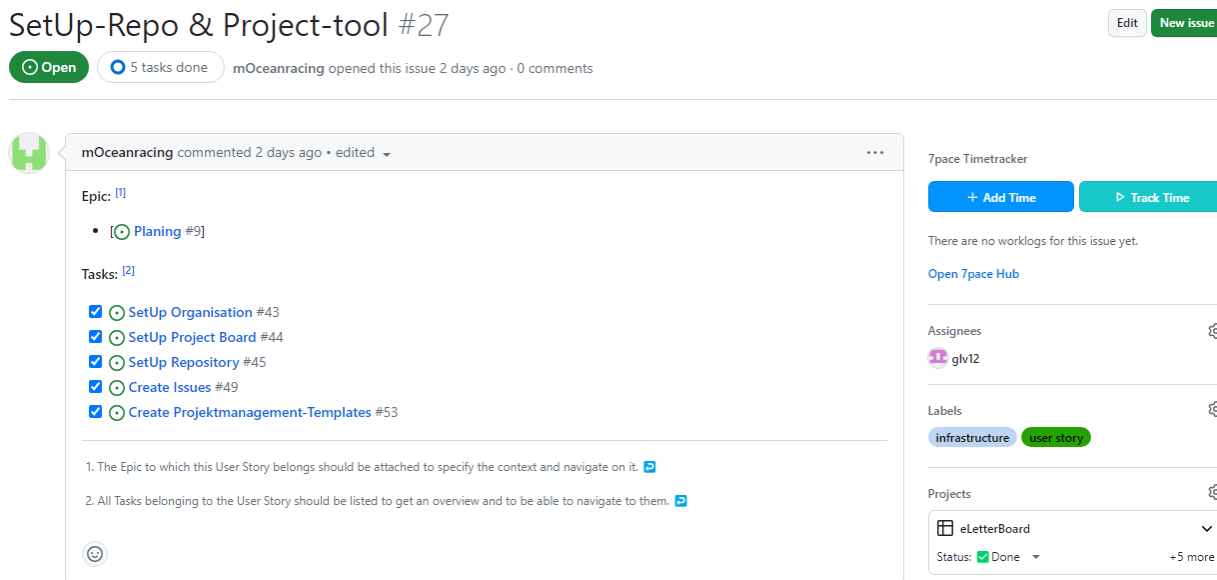 SetUp-Repo & Project-tool #27
Edit
New issue
Open
5 tasks done
mOceanracing opened this issue 2 days ago · 0 comments
mOceanracing commented 2 days ago • edited
Epic: [1]
[Planing #9]
Tasks: [2]
SetUp Organisation #43
SetUp Project Board #44
SetUp Repository #45
Create Issues #49
Create Projektmanagement-Templates #53
1. The Epic to which this User Story belongs should be attached to specify the context and navigate on it.
2. All Tasks belonging to the User Story should be listed to get an overview and to be able to navigate to them.
7pace Timetracker
+ Add Time
Track Time
There are no worklogs for this issue yet.
Open 7pace Hub
Assignees
glv12
Labels
infrastructure
user story
Projects
eLetterBoard
Status: Done
+5 more